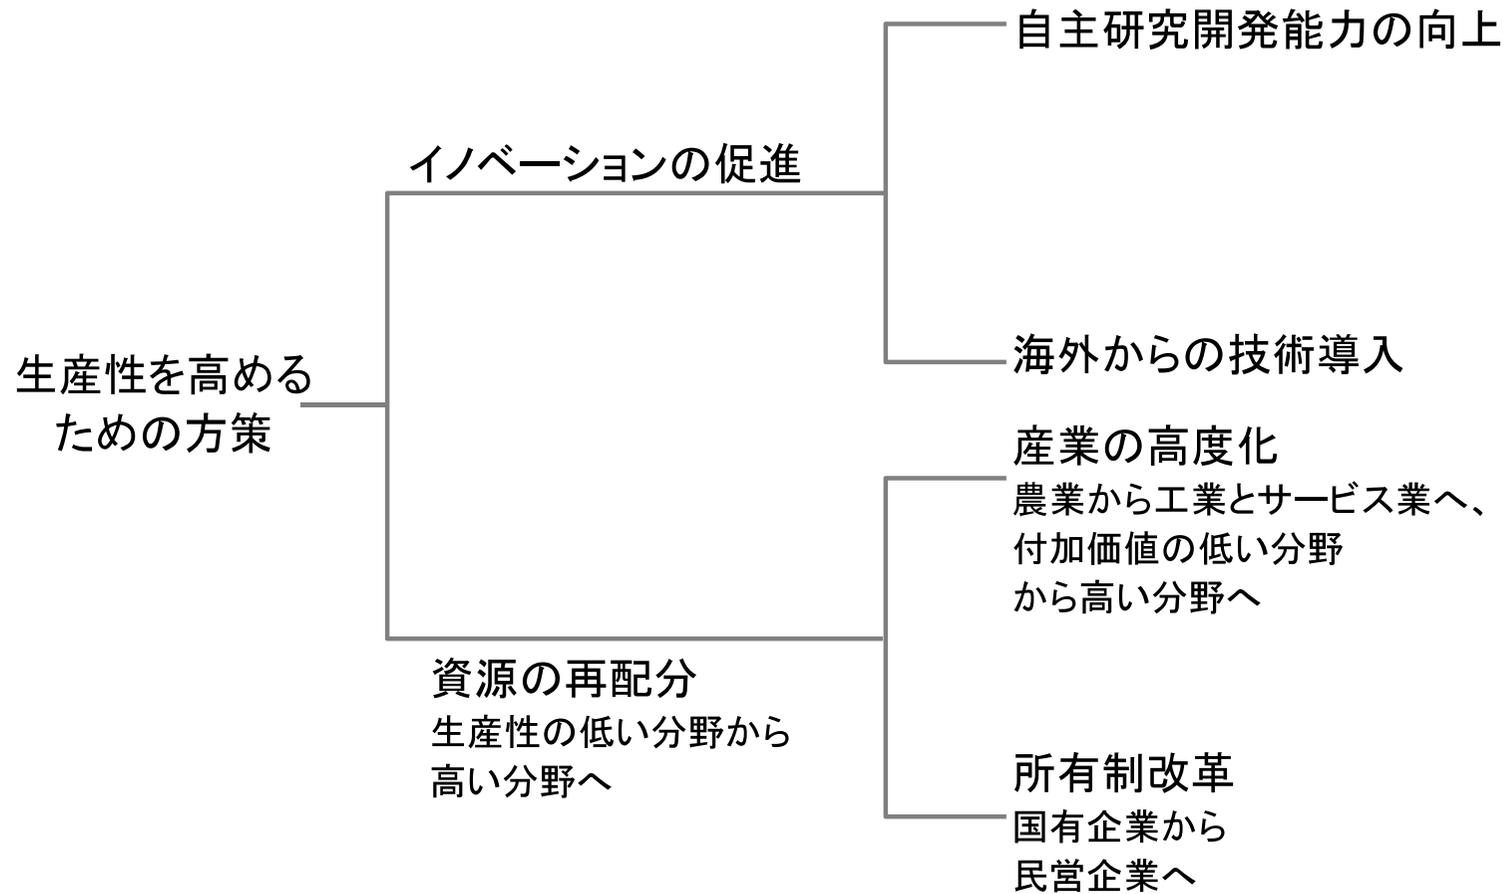 生産性を高める
ための方策
イノベーションの促進
自主研究開発能力の向上
海外からの技術導入
資源の再配分
生産性の低い分野から
高い分野へ
産業の高度化
農業から工業とサービス業へ、
付加価値の低い分野
から高い分野へ
所有制改革
国有企業から
民営企業へ